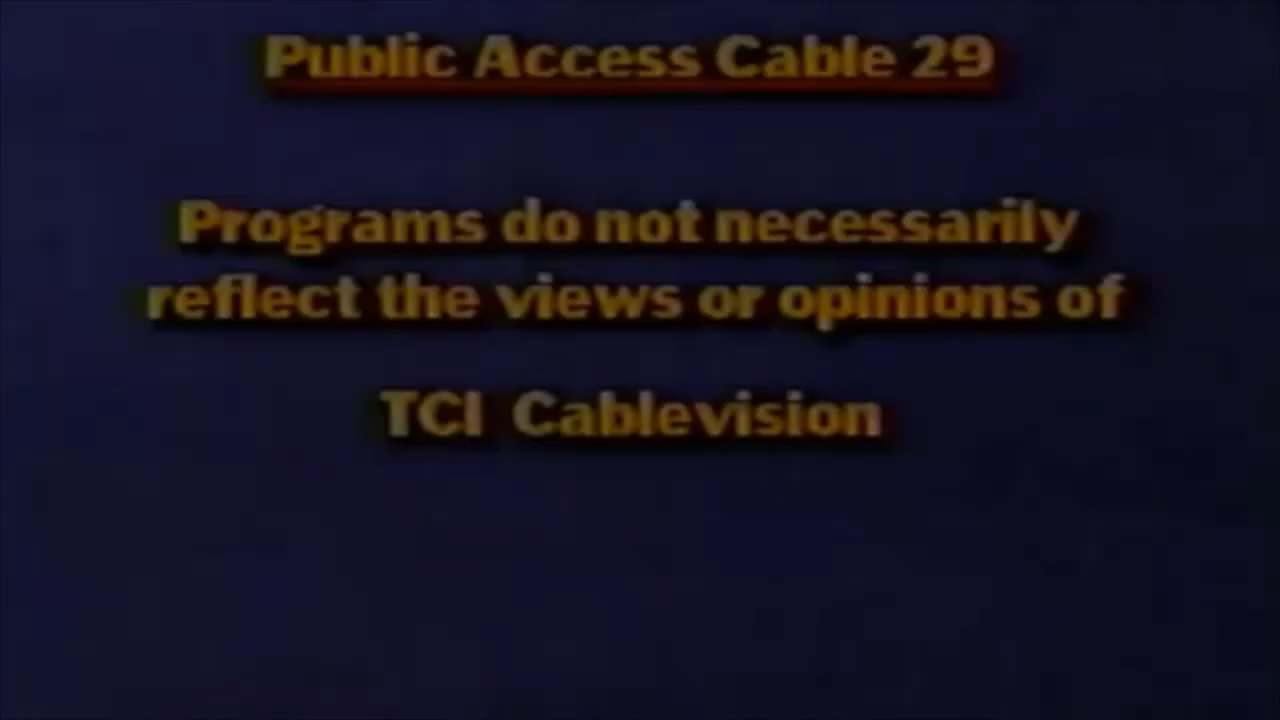 Public Access Cable 29
Programs do not necessarily
reflect the views or opinions of
TCI Cablevision